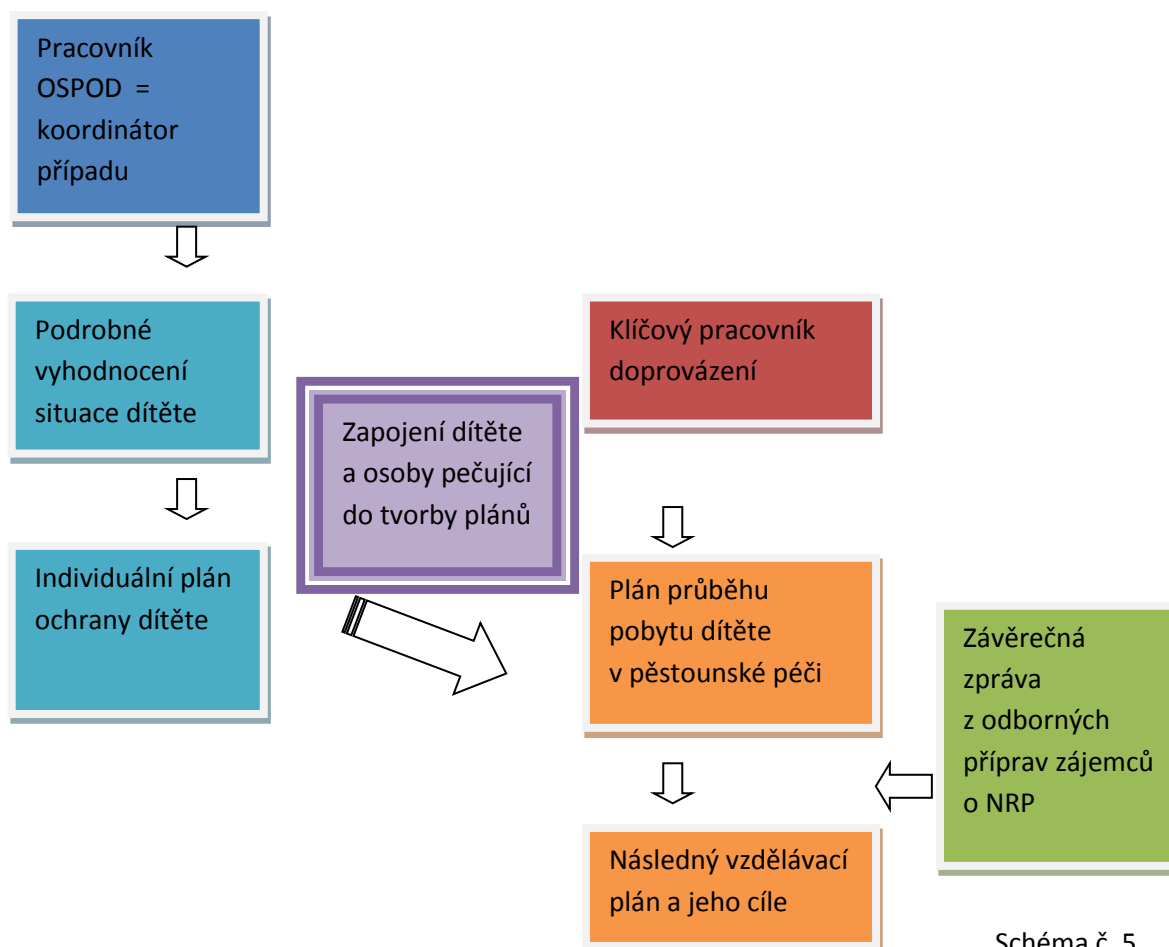 Pracovník
OSPOD =
koordinátor
případu
Podrobné
vyhodnocení
situace dítěte
Klíčový pracovník
doprovázení
Zapojení dítěte
a osoby pečující
do tvorby plánů
Individuální plán
ochrany dítěte
Plán průběhu
pobytu dítěte
v pěstounské péči
Závěrečná
zpráva
z odborných
příprav zájemců
o NRP
Následný vzdělávací
plán a jeho cíle
Schéma č. 5